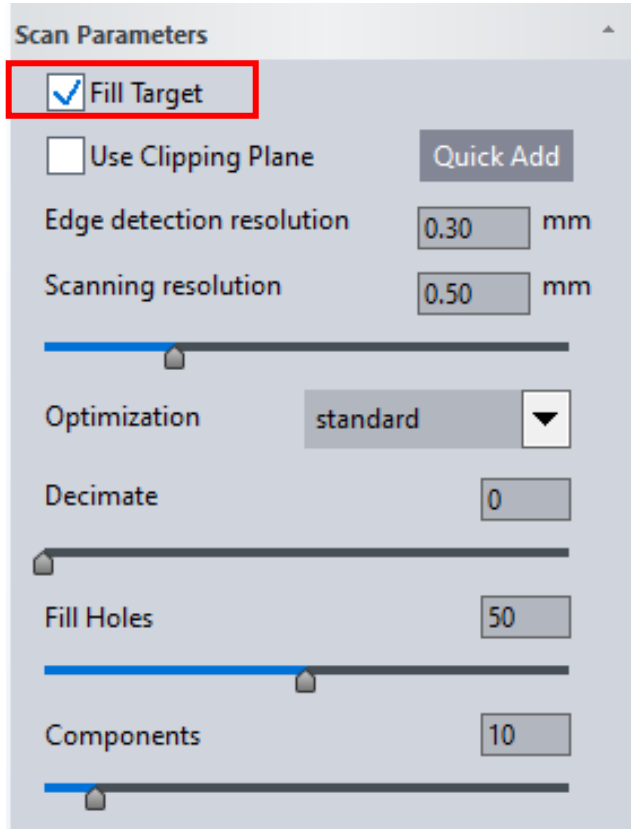 Scan Parameters
Fill Target
Use Clipping Plane Quick Add
Edge detection resolution 0.30 mm
Scanning resolution 0.50 mm
Optimization standard
Decimate 0
Fill Holes 50
Components 10